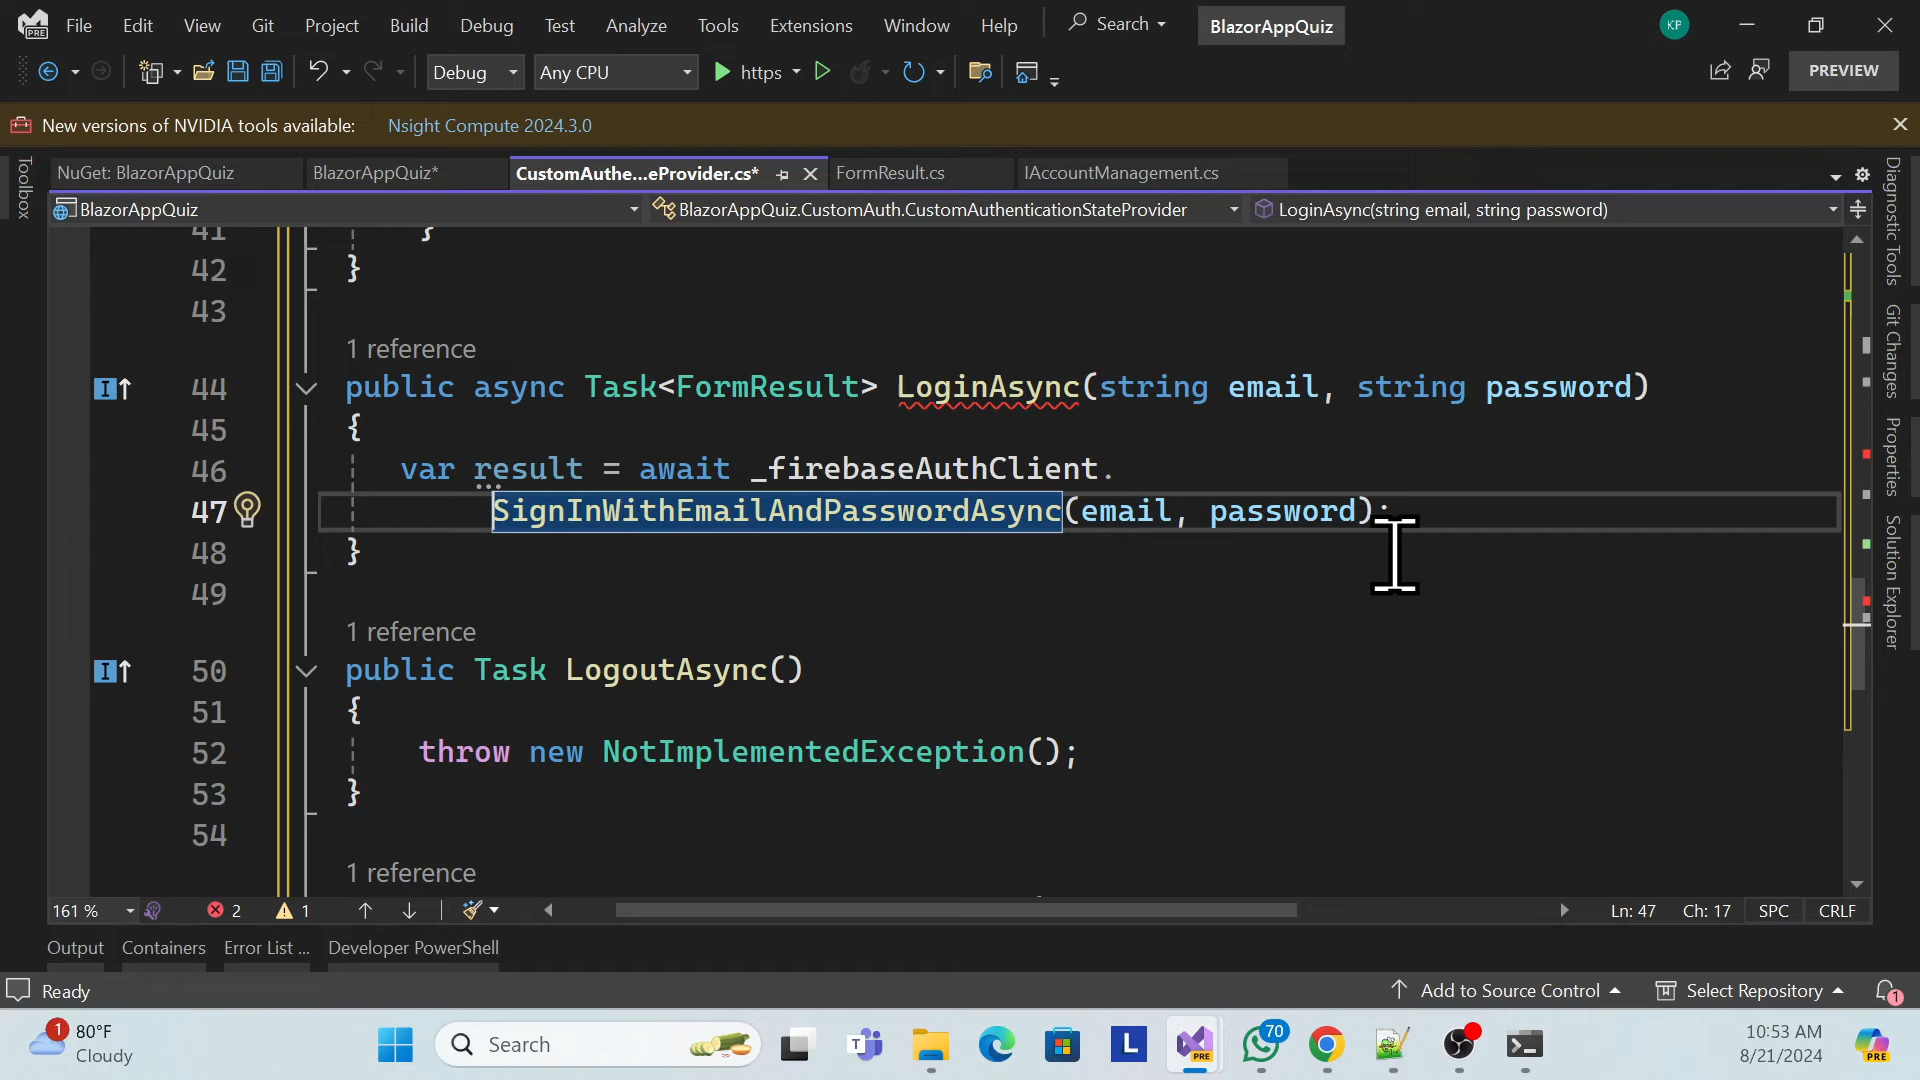 File Edit View Git Project Build Debug Test Analyze Tools Extensions Window Help Search BlazorAppQuiz KP
Debug Any CPU https PREVIEW
New versions of NVIDIA tools available: Nsight Compute 2024.3.0
NuGet: BlazorAppQuiz BlazorAppQuiz* CustomAuthe...eProvider.cs* FormResult.cs IAccountManagement.cs
BlazorAppQuiz BlazorAppQuiz.CustomAuth.CustomAuthenticationStateProvider LoginAsync(string email, string password)
Toolbox
Diagnostic Tools
Git Changes
Properties
Solution Explorer
41 }
42 }
43
1 reference
44 public async Task<FormResult> LoginAsync(string email, string password)
45 {
46 var result = await _firebaseAuthClient.
47 SignInWithEmailAndPasswordAsync(email, password);
48 }
49
1 reference
50 public Task LogoutAsync()
51 {
52 throw new NotImplementedException();
53 }
54
1 reference
161 % 2 1 Ln: 47 Ch: 17 SPC CRLF
Output Containers Error List ... Developer PowerShell
Ready Add to Source Control Select Repository 1
1 80°F Search 70 10:53 AM
Cloudy 8/21/2024